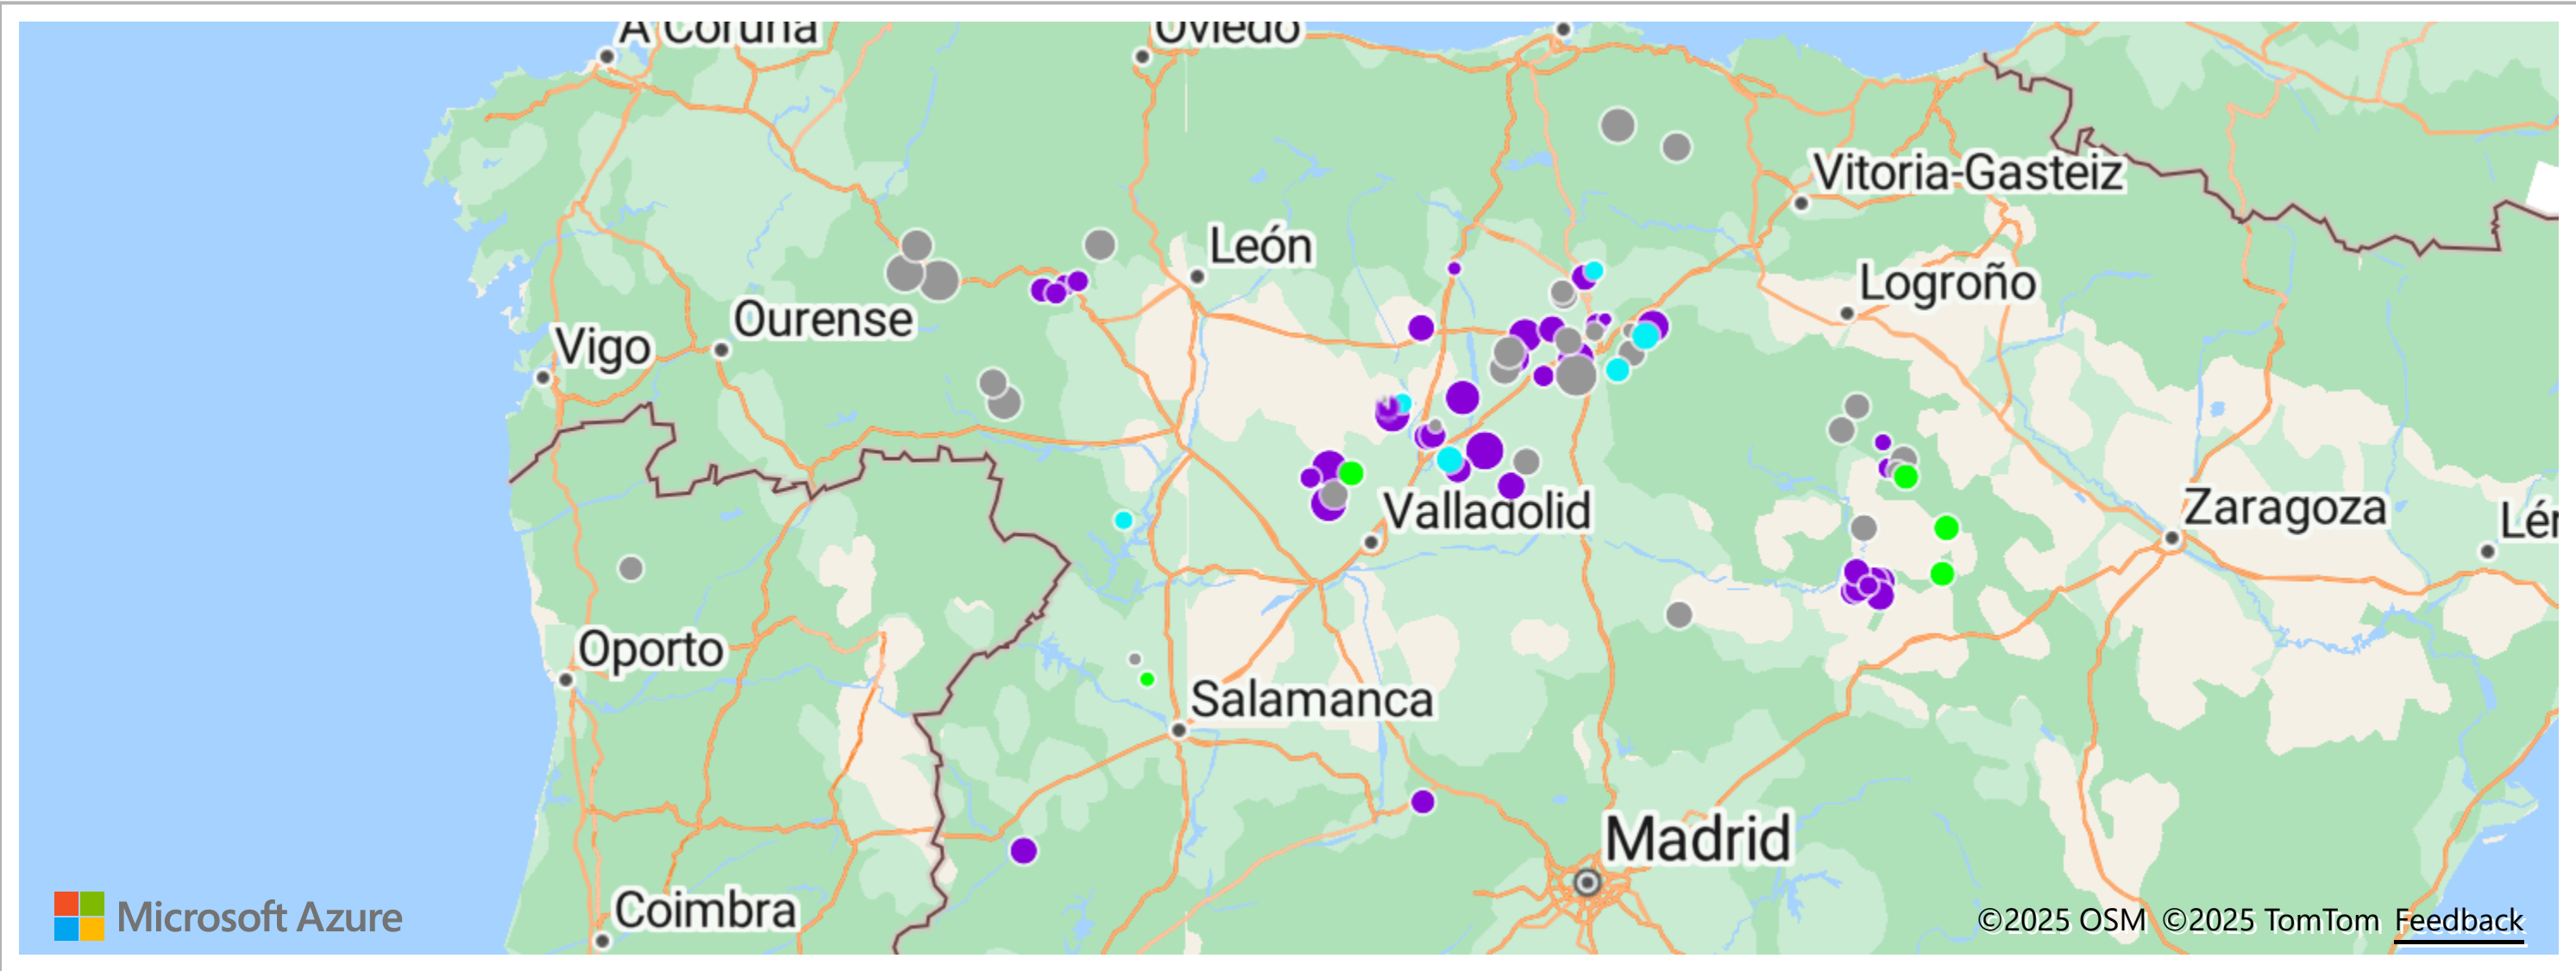 A Coruña
Oviedo
Vitoria-Gasteiz
León
Logroño
Ourense
Vigo
Zaragoza
Valladolid
Oporto
Salamanca
Madrid
Coimbra
Microsoft Azure
©2025 OSM ©2025 TomTom Feedback